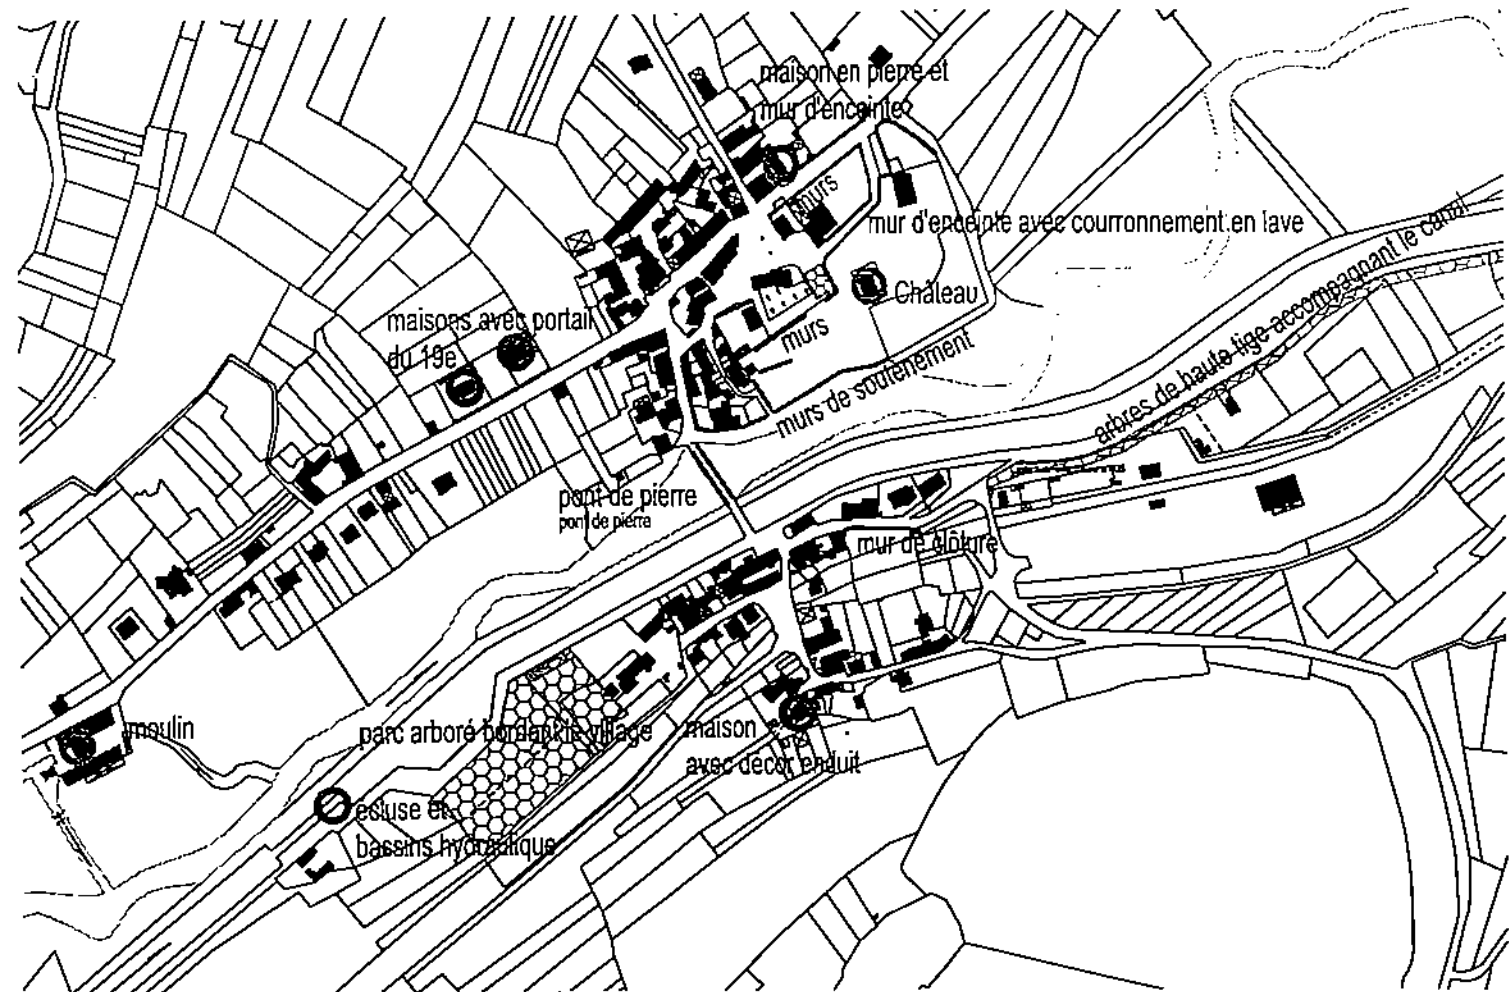 maison en pierre et
mur d'enceinte
murs
mur d'enceinte avec courronnement en lave
arbres de haute tige accompagnant le canal
Château
maisons avec portail
du 19e
murs
murs de soutènement
pont de pierre
pont de pierre
mur de clôture
moulin
parc arboré bordant le village
maison
avec decor enduit
écluse et
bassins hydraulique